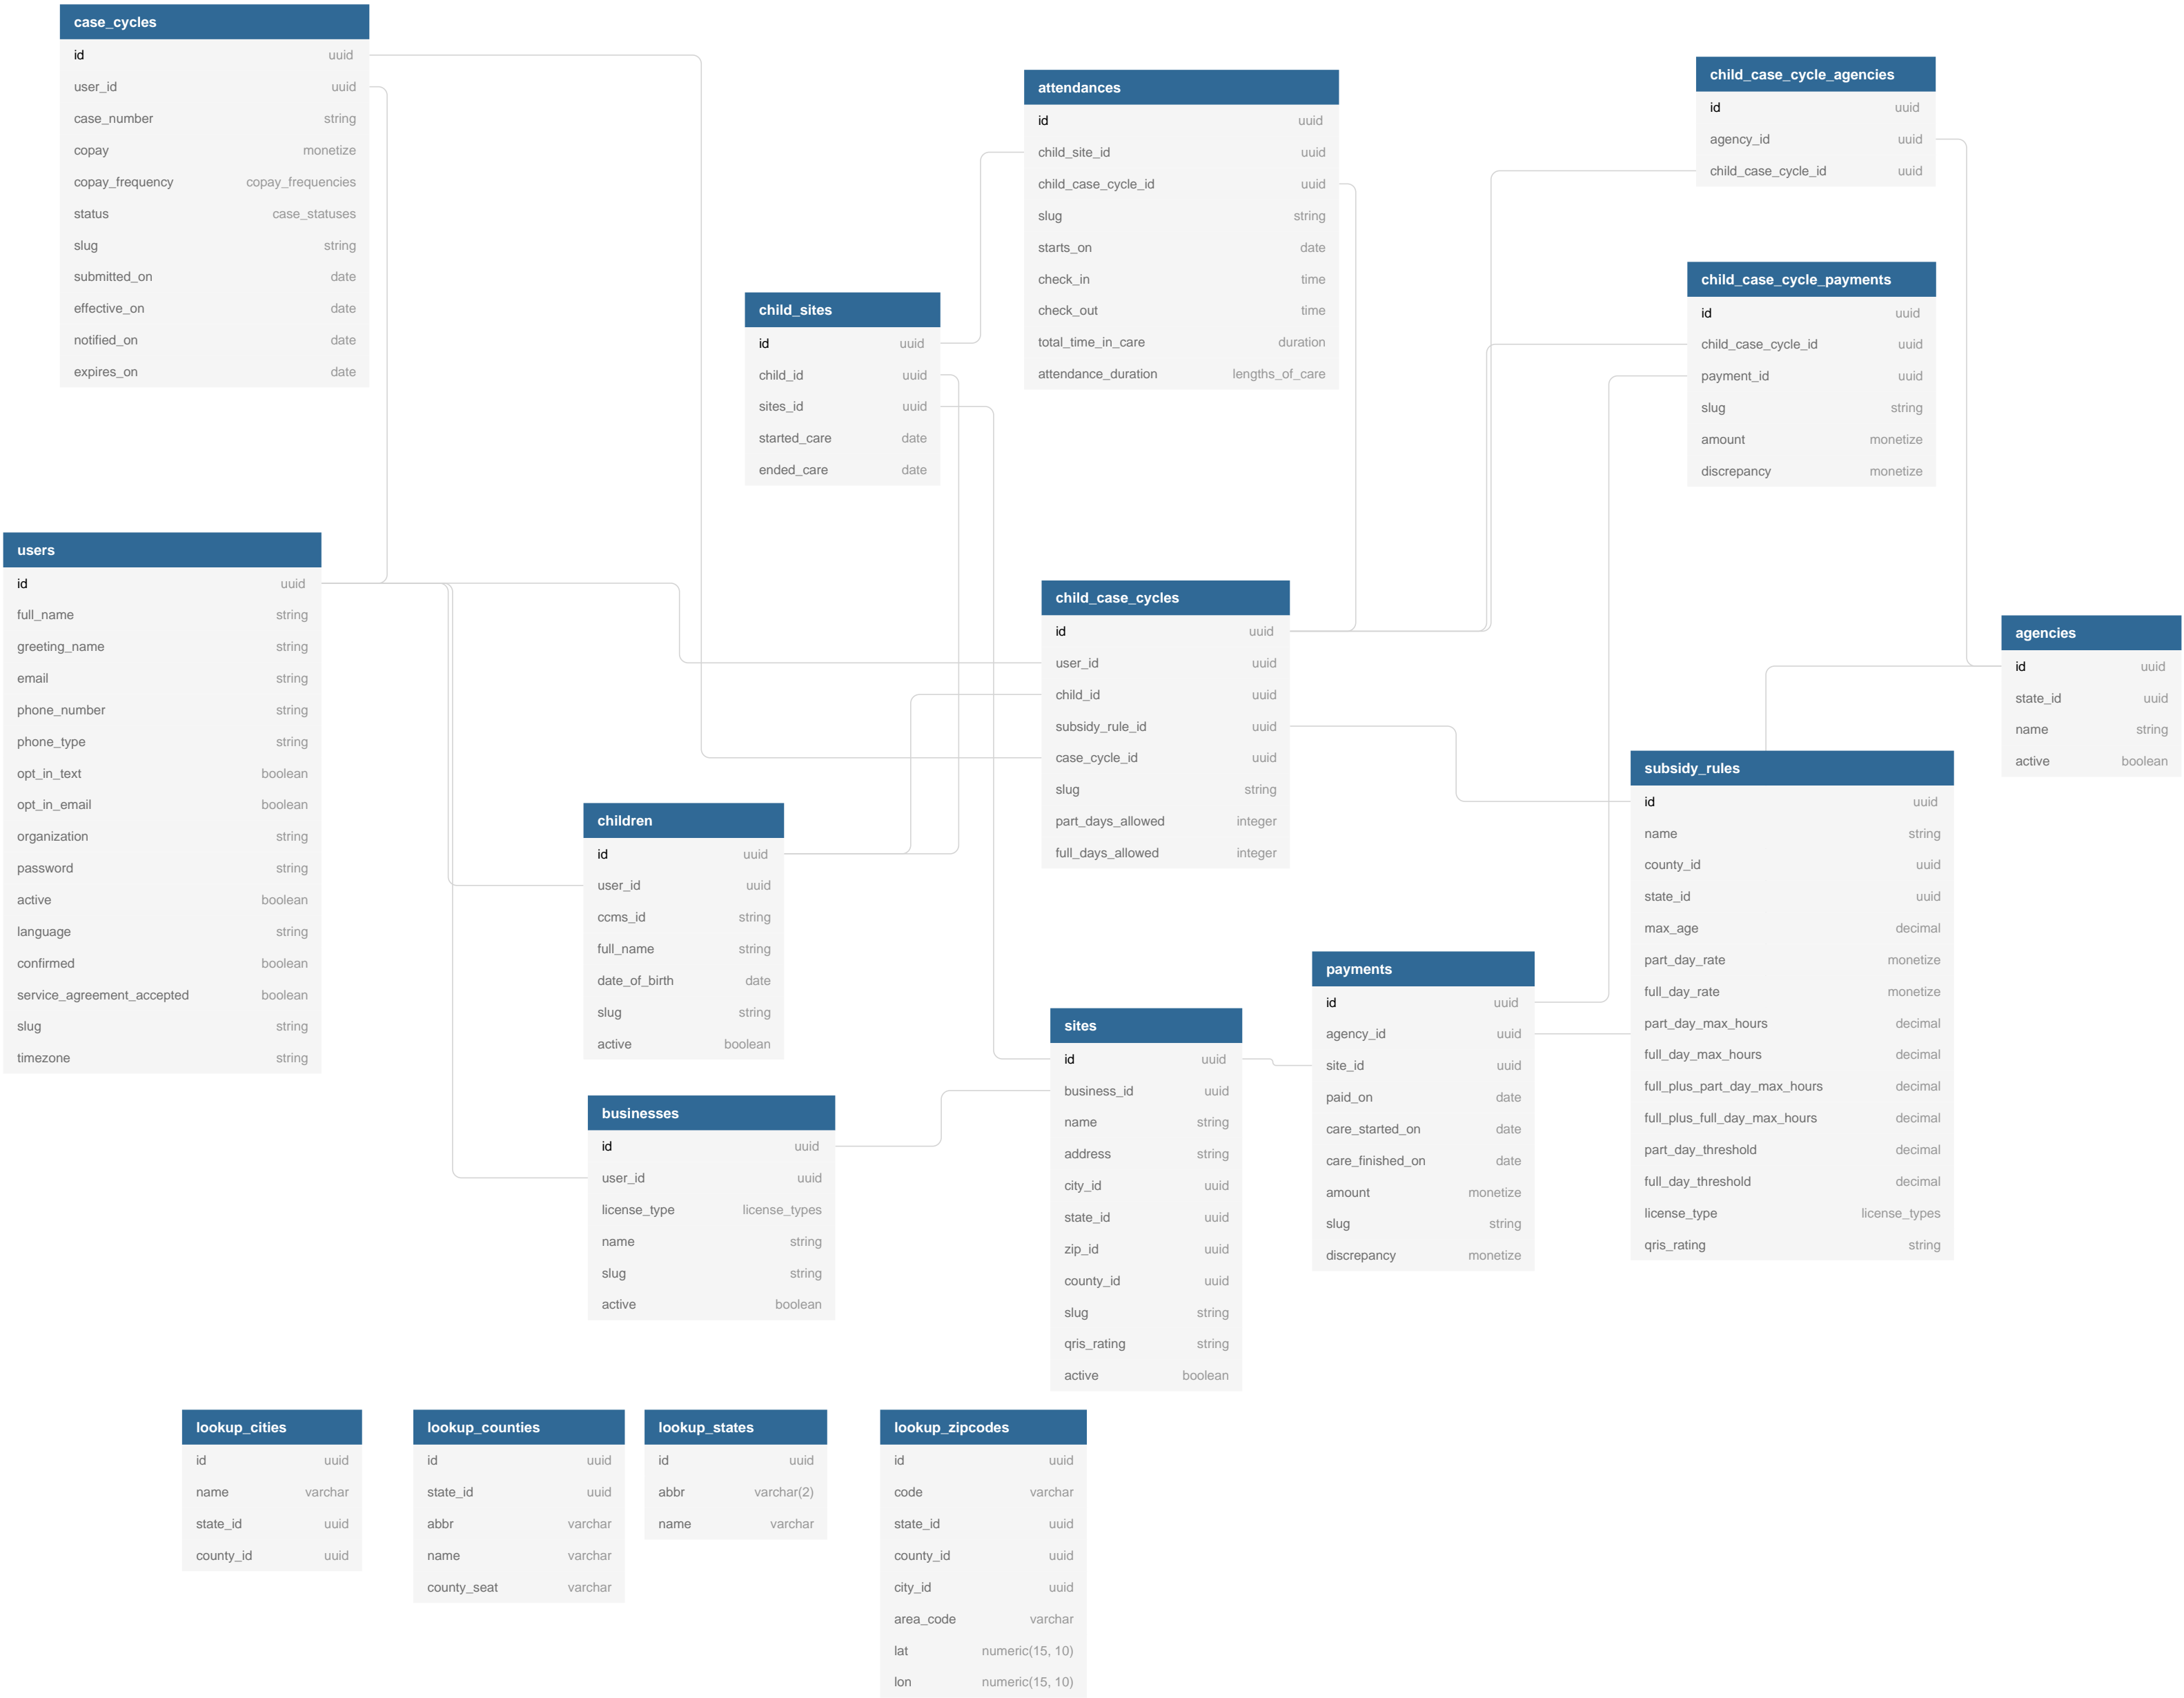 case_cycles
id uuid
user_id uuid
case_number string
copay monetize
copay_frequency copay_frequencies
status case_statuses
slug string
submitted_on date
effective_on date
notified_on date
expires_on date
attendances
id uuid
child_site_id uuid
child_case_cycle_id uuid
slug string
starts_on date
check_in time
check_out time
total_time_in_care duration
attendance_duration lengths_of_care
child_case_cycle_agencies
id uuid
agency_id uuid
child_case_cycle_id uuid
child_case_cycle_payments
id uuid
child_case_cycle_id uuid
payment_id uuid
slug string
amount monetize
discrepancy monetize
child_sites
id uuid
child_id uuid
sites_id uuid
started_care date
ended_care date
users
id uuid
full_name string
greeting_name string
email string
phone_number string
phone_type string
opt_in_text boolean
opt_in_email boolean
organization string
password string
active boolean
language string
confirmed boolean
service_agreement_accepted boolean
slug string
timezone string
child_case_cycles
id uuid
user_id uuid
child_id uuid
subsidy_rule_id uuid
case_cycle_id uuid
slug string
part_days_allowed integer
full_days_allowed integer
agencies
id uuid
state_id uuid
name string
active boolean
subsidy_rules
id uuid
name string
county_id uuid
state_id uuid
max_age decimal
part_day_rate monetize
full_day_rate monetize
part_day_max_hours decimal
full_day_max_hours decimal
full_plus_part_day_max_hours decimal
full_plus_full_day_max_hours decimal
part_day_threshold decimal
full_day_threshold decimal
license_type license_types
qris_rating string
children
id uuid
user_id uuid
ccms_id string
full_name string
date_of_birth date
slug string
active boolean
payments
id uuid
agency_id uuid
site_id uuid
paid_on date
care_started_on date
care_finished_on date
amount monetize
slug string
discrepancy monetize
sites
id uuid
business_id uuid
name string
address string
city_id uuid
state_id uuid
zip_id uuid
county_id uuid
slug string
qris_rating string
active boolean
businesses
id uuid
user_id uuid
license_type license_types
name string
slug string
active boolean
lookup_cities
id uuid
name varchar
state_id uuid
county_id uuid
lookup_counties
id uuid
state_id uuid
abbr varchar
name varchar
county_seat varchar
lookup_states
id uuid
abbr varchar(2)
name varchar
lookup_zipcodes
id uuid
code varchar
state_id uuid
county_id uuid
city_id uuid
area_code varchar
lat numeric(15, 10)
lon numeric(15, 10)